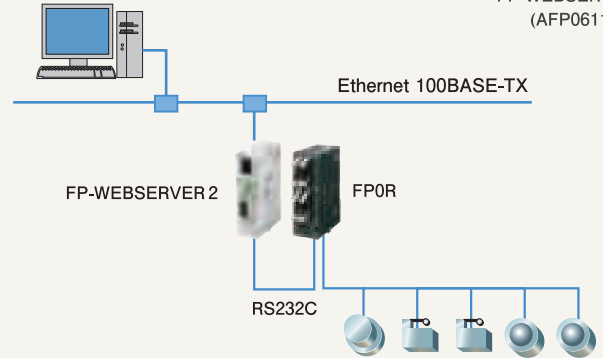 (AFP0611
Ethernet 100BASE-TX
FP-WEBSERVER 2
FP0R
RS232C